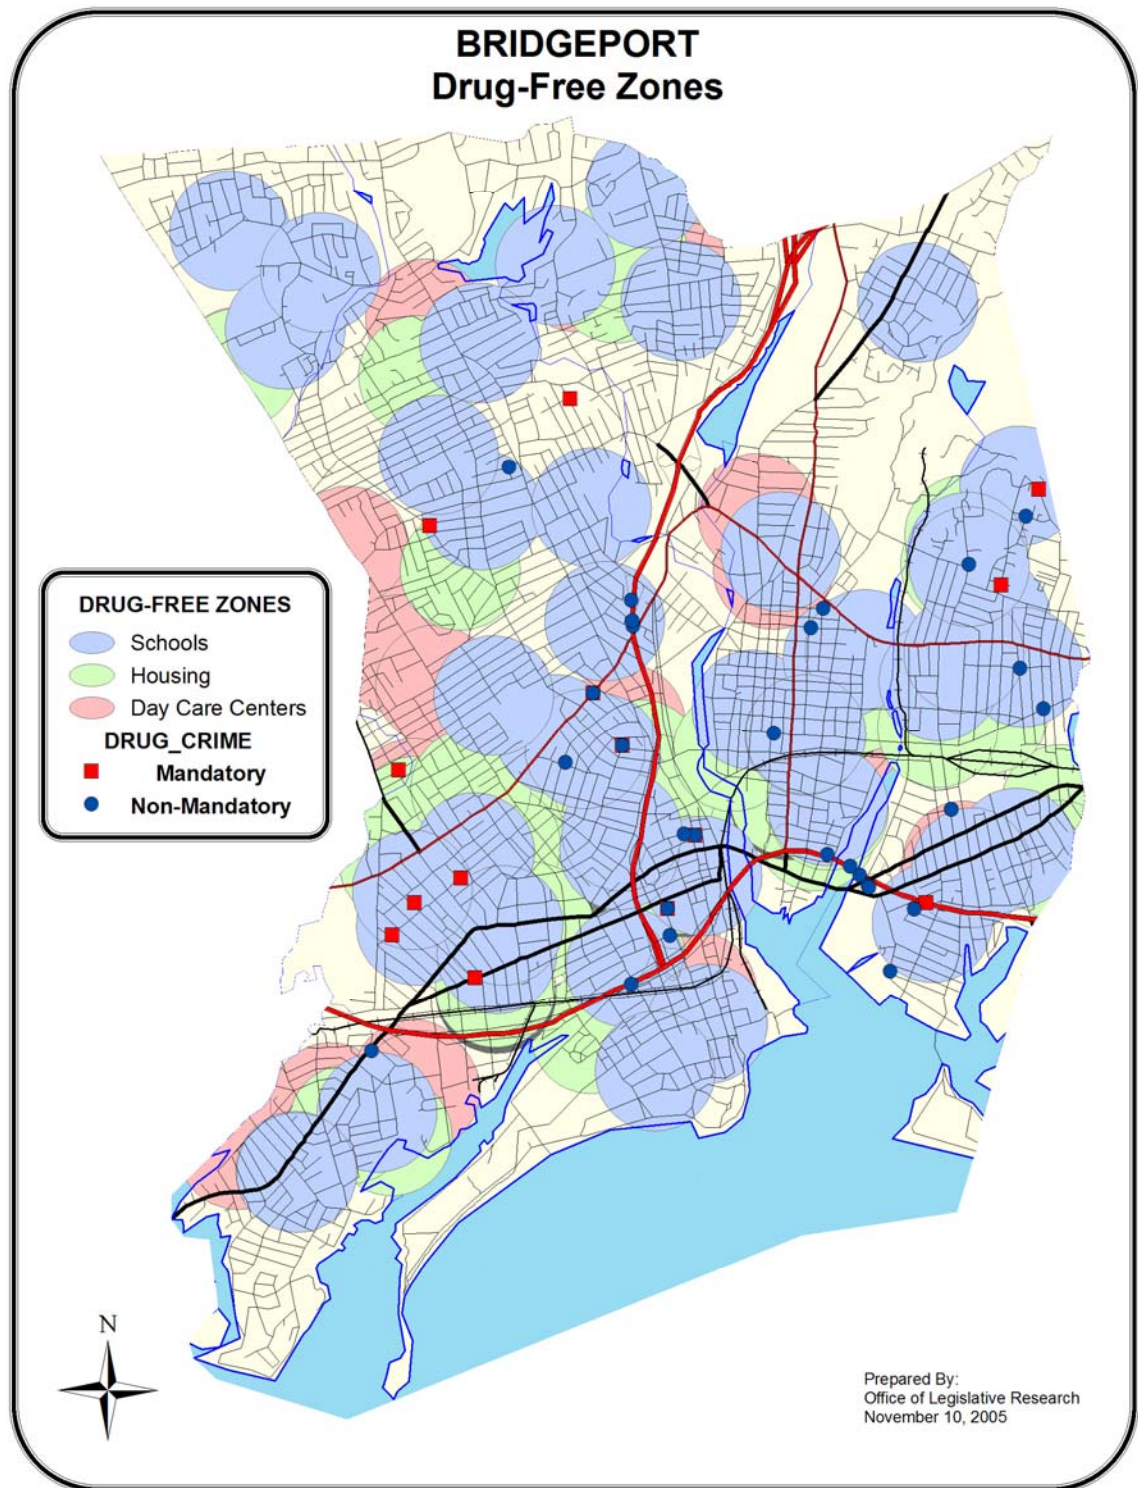 BRIDGEPORT
Drug-Free Zones
DRUG-FREE ZONES
Schools
Housing
Day Care Centers
DRUG_CRIME
Mandatory
Non-Mandatory
N
Prepared By:
Office of Legislative Research
November 10, 2005